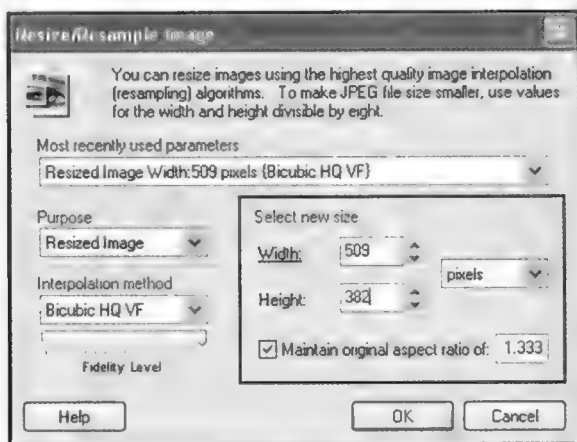 Resize/Resample Image
You can resize images using the highest quality image interpolation
(resampling) algorithms. To make JPEG file size smaller, use values
for the width and height divisible by eight.
Most recently used parameters
Resized Image Width:509 pixels {Bicubic HQ VF}
Purpose
Resized Image
Interpolation method
Bicubic HQ VF
Fidelity Level
Select new size
Width: 509
pixels
Height: 382
Maintain original aspect ratio of: 1.333
Help
OK
Cancel